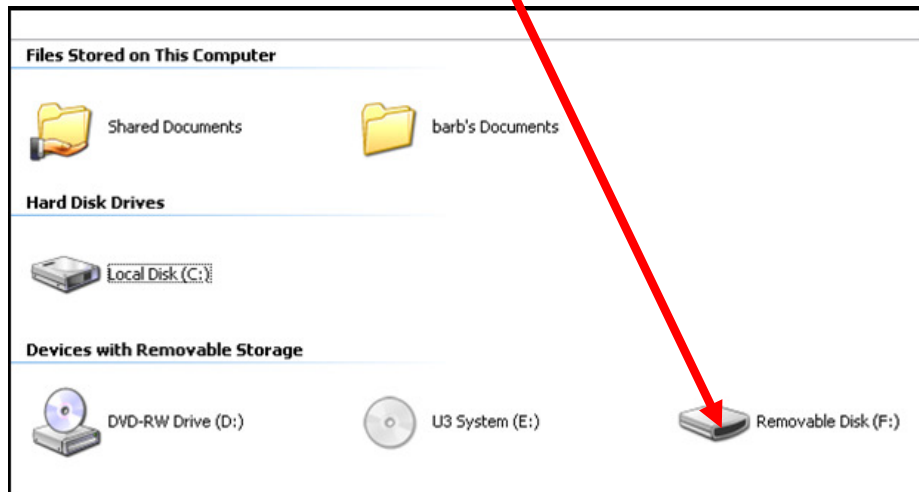 Files Stored on This Computer
Shared Documents
barb's Documents
Hard Disk Drives
Local Disk (C:)
Devices with Removable Storage
DVD-RW Drive (D:)
U3 System (E:)
Removable Disk (F:)